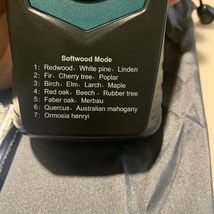 Softwood Mode
1: Redwood、White pine、Linden
2: Fir、Cherry tree、Poplar
3: Birch、Elm、Larch、Maple
4: Red oak、Beech、Rubber tree
5: Faber oak、Merbau
6: Quercus、Australian mahogany
7: Ormosia henryi